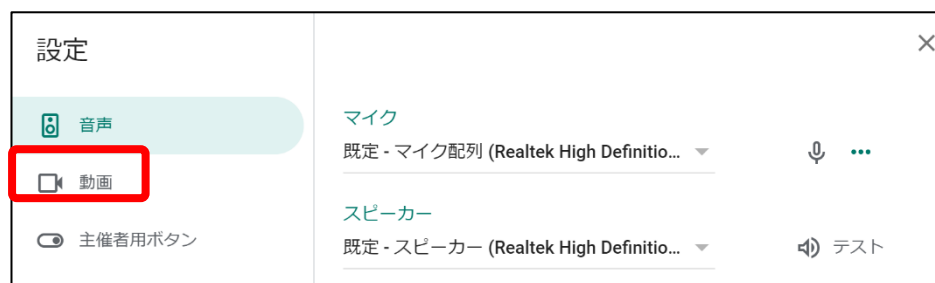 設定
音声
動画
主催者用ボタン
マイク
既定 - マイク配列 (Realtek High Definitio...
スピーカー
既定 - スピーカー (Realtek High Definitio...
テスト